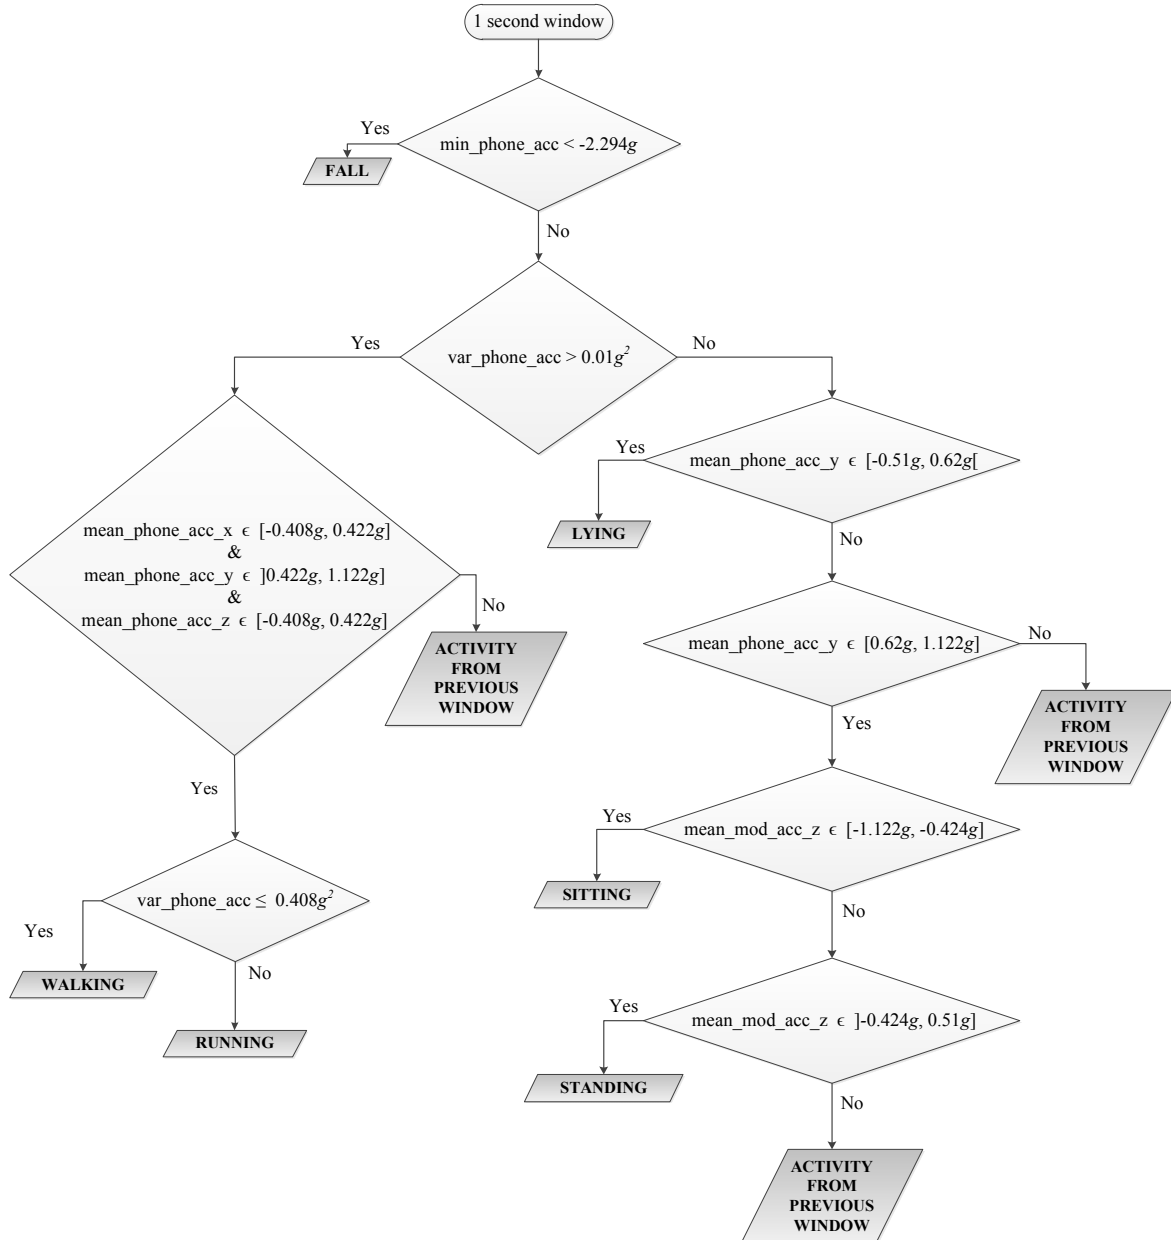 1 second window
min_phone_acc < -2.294g
Yes
FALL
No
var_phone_acc > 0.01g²
Yes
No
mean_phone_acc_x ϵ [-0.408g, 0.422g]
&
mean_phone_acc_y ϵ ]0.422g, 1.122g]
&
mean_phone_acc_z ϵ [-0.408g, 0.422g]
No
ACTIVITY
FROM
PREVIOUS
WINDOW
Yes
var_phone_acc ≤ 0.408g²
Yes
WALKING
No
RUNNING
mean_phone_acc_y ϵ [-0.51g, 0.62g[
Yes
LYING
No
mean_phone_acc_y ϵ [0.62g, 1.122g]
No
ACTIVITY
FROM
PREVIOUS
WINDOW
Yes
mean_mod_acc_z ϵ [-1.122g, -0.424g]
Yes
SITTING
No
mean_mod_acc_z ϵ ]-0.424g, 0.51g]
Yes
STANDING
No
ACTIVITY
FROM
PREVIOUS
WINDOW